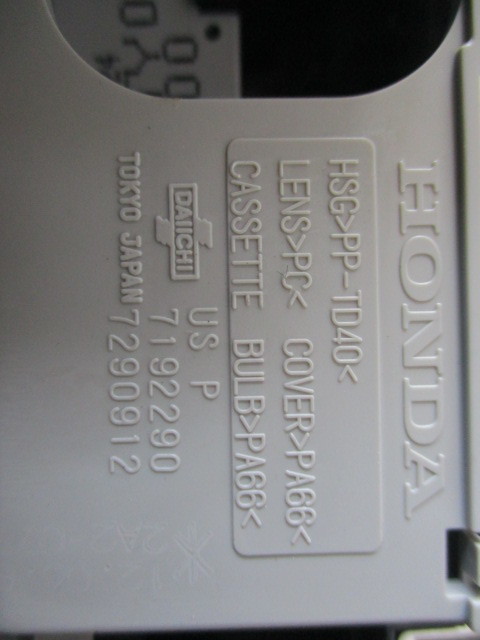 HONDA
HSG>PP-TD40<
LENS>PC< COVER>PA66<
CASSETTE BULB>PA66<
DAIICHI
US P
7192290
TOKYO JAPAN 7290912